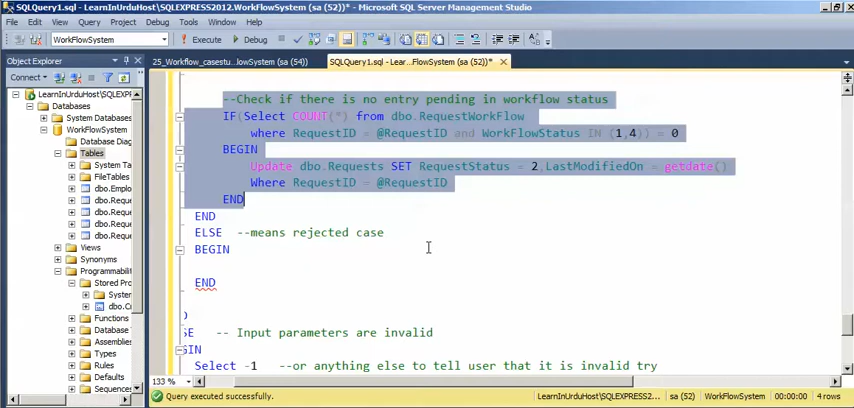 SQLQuery1.sql - LearnInUrduHost\SQLEXPRESS2012.WorkFlowSystem (sa (52))* - Microsoft SQL Server Management Studio
File Edit View Query Project Debug Tools Window Help
WorkFlowSystem Execute Debug
Object Explorer
25_Workflow_casestu...lowSystem (sa (54)) SQLQuery1.sql - Lear...FlowSystem (sa (52))*
Connect
LearnInUrduHost\SQLEXP
Databases
System Databases
WorkFlowSystem
Database Diag
Tables
System Ta
FileTables
dbo.Emplo
dbo.Reque
dbo.Reque
dbo.Reque
Views
Synonyms
Programmabili
Stored Pro
System
dbo.C
Functions
Database T
Assemblies
Types
Rules
Defaults
Sequences
--Check if there is no entry pending in workflow status
IF(Select COUNT(*) from dbo.RequestWorkFlow
where RequestID = @RequestID and WorkFlowStatus IN (1,4)) = 0
BEGIN
Update dbo.Requests SET RequestStatus = 2,LastModifiedOn = getdate()
Where RequestID = @RequestID
END
END
ELSE --means rejected case
BEGIN
END
D
SE -- Input parameters are invalid
GIN
Select -1 --or anything else to tell user that it is invalid try
133 %
Query executed successfully. LearnInUrduHost\SQLEXPRESS2... sa (52) WorkFlowSystem 00:00:00 4 rows